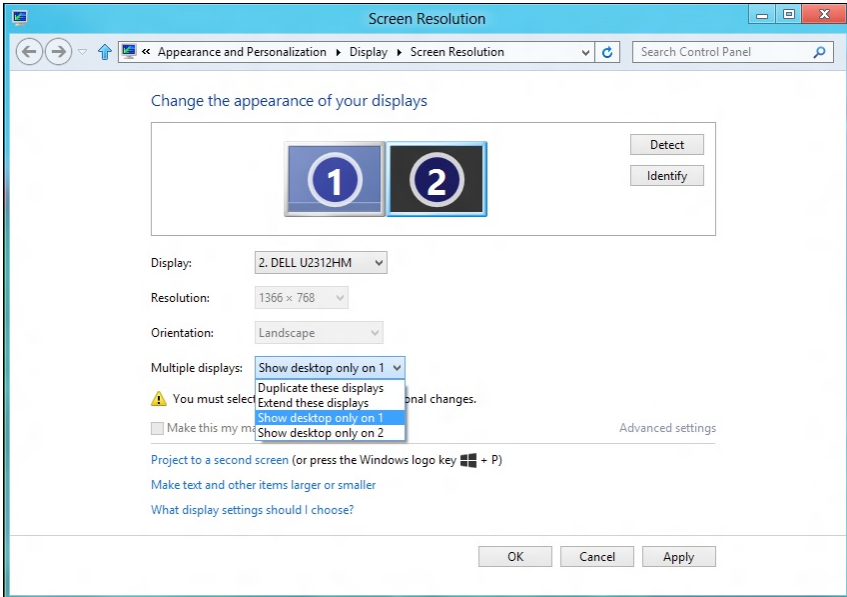 Screen Resolution
« Appearance and Personalization Display Screen Resolution Search Control Panel
Change the appearance of your displays
1 2
Detect
Identify
Display: 2. DELL U2312HM
Resolution: 1366 × 768
Orientation: Landscape
Multiple displays: Show desktop only on 1
Duplicate these displays
You must select onal changes.
Extend these displays
Show desktop only on 1
Make this my ma Advanced settings
Show desktop only on 2
Project to a second screen (or press the Windows logo key + P)
Make text and other items larger or smaller
What display settings should I choose?
OK Cancel Apply